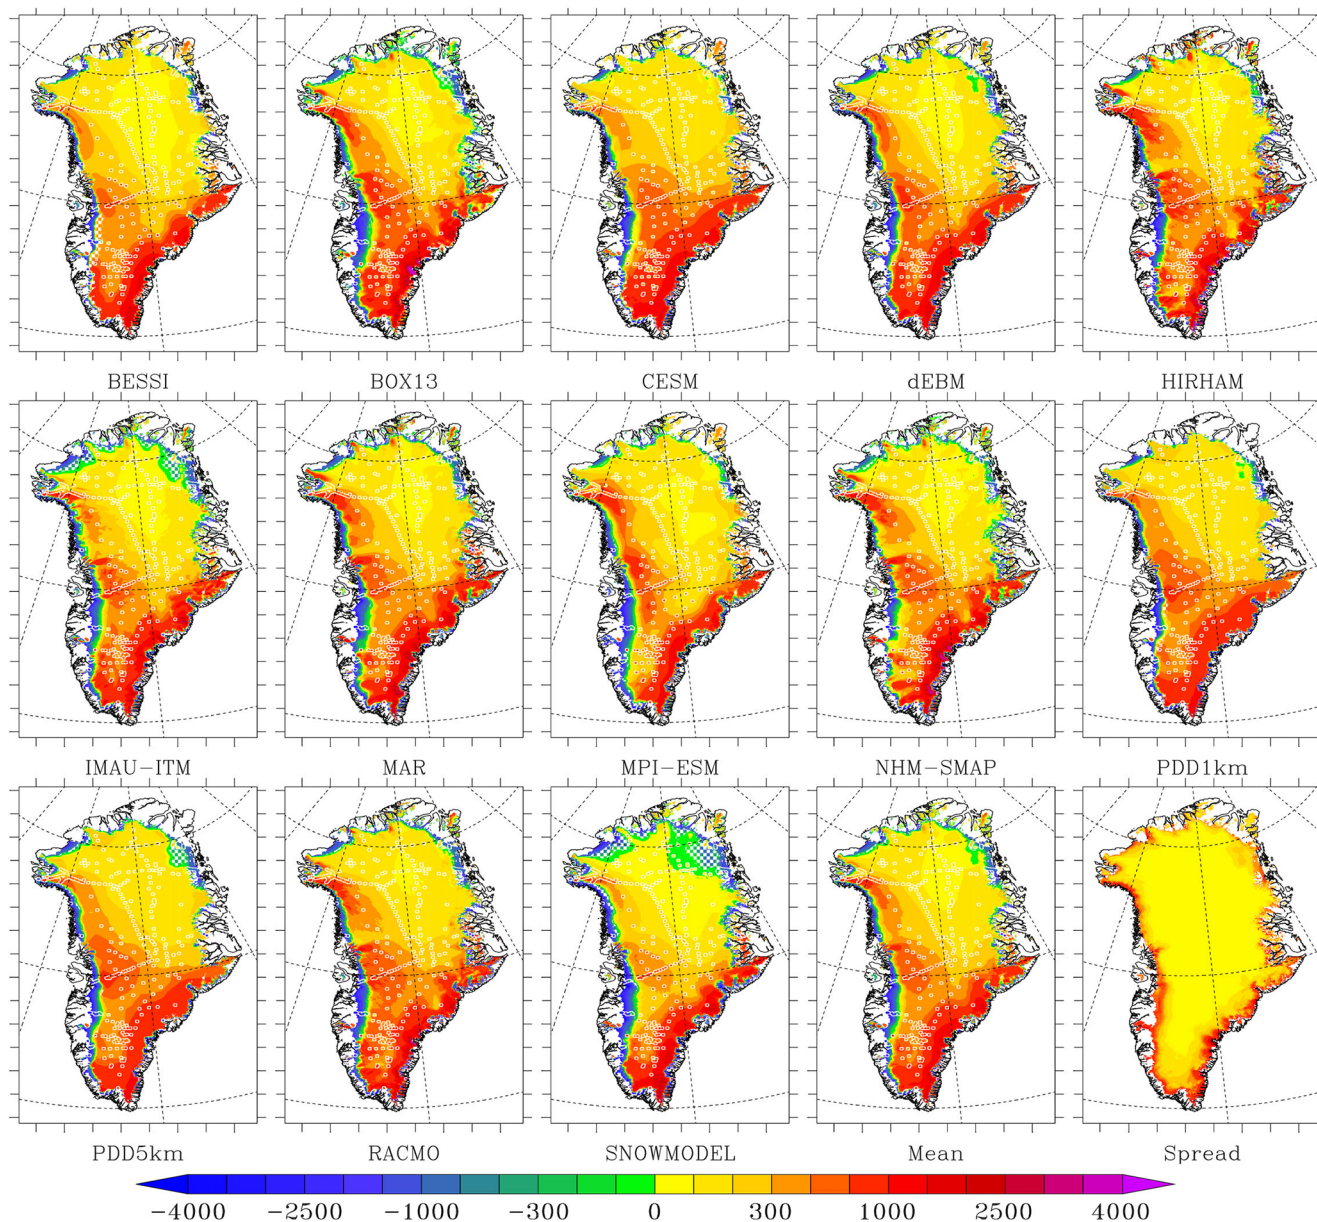 BESSI BOX13 CESM dEBM HIRHAM
IMAU-ITM MAR MPI-ESM NHM-SMAP PDD1km
PDD5km RACMO SNOWMODEL Mean Spread
-4000 -2500 -1000 -300 0 300 1000 2500 4000